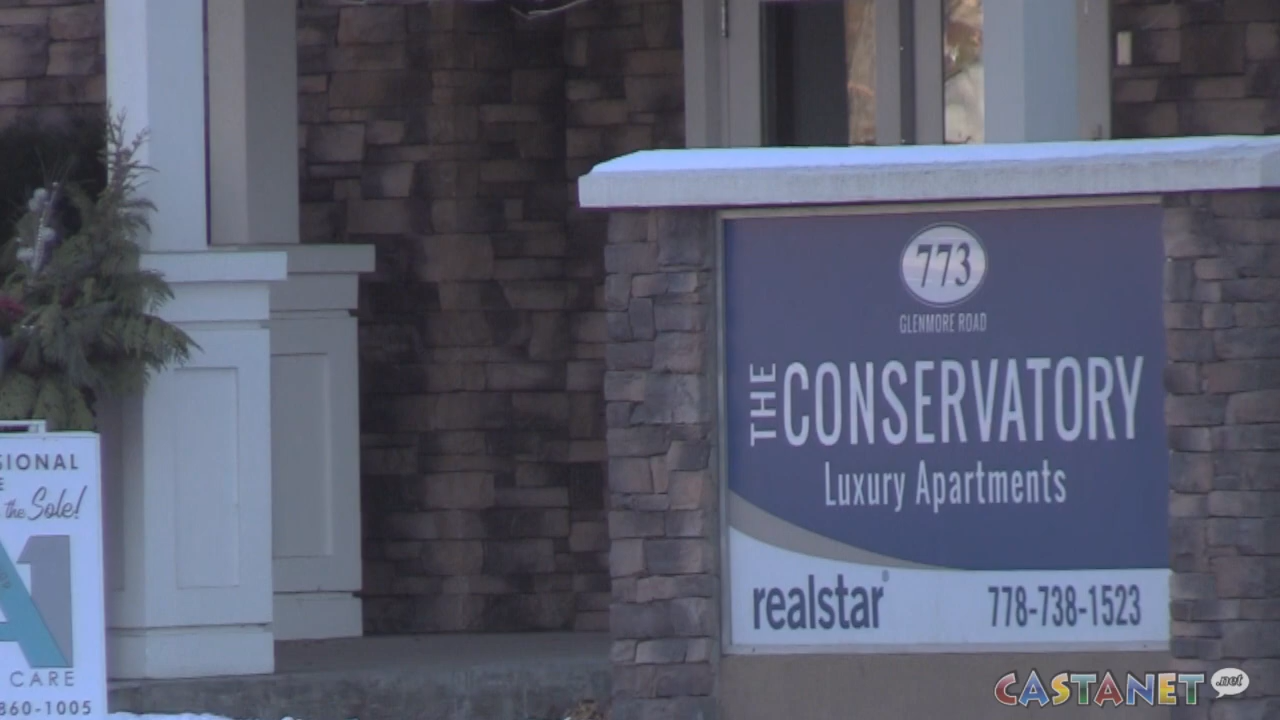 773
GLENMORE ROAD
THE CONSERVATORY
Luxury Apartments
realstar
778-738-1523
SIONAL
E
the Sole!
A1
CARE
860-1005
CASTANET.net